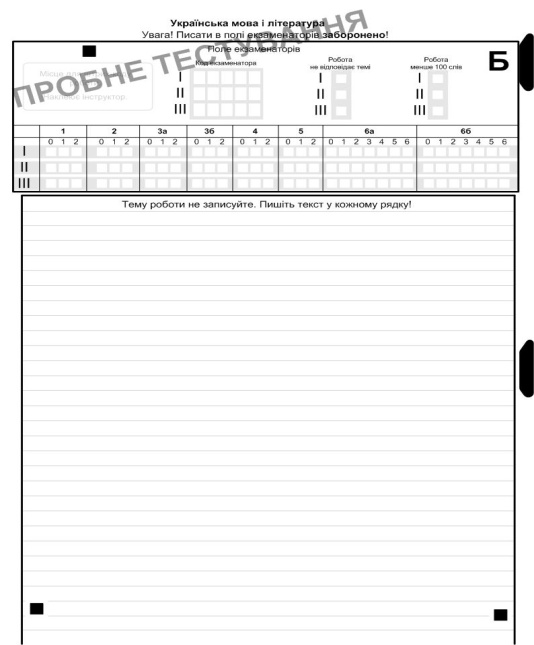 Українська мова і література
Увага! Писати в полі екзаменаторів заборонено!
ПРОБНЕ ТЕСТУВАННЯ
Поле екзаменаторів
Б
Місце для
Наклеює інструктор.
Код екзаменатора
I
II
III
Робота
не відповідає темі
I
II
III
Робота
менше 100 слів
I
II
III
1 2 3а 3б 4 5 6а 6б
0 1 2 0 1 2 0 1 2 0 1 2 0 1 2 0 1 2 0 1 2 3 4 5 6 0 1 2 3 4 5 6
I
II
III
Тему роботи не записуйте. Пишіть текст у кожному рядку!